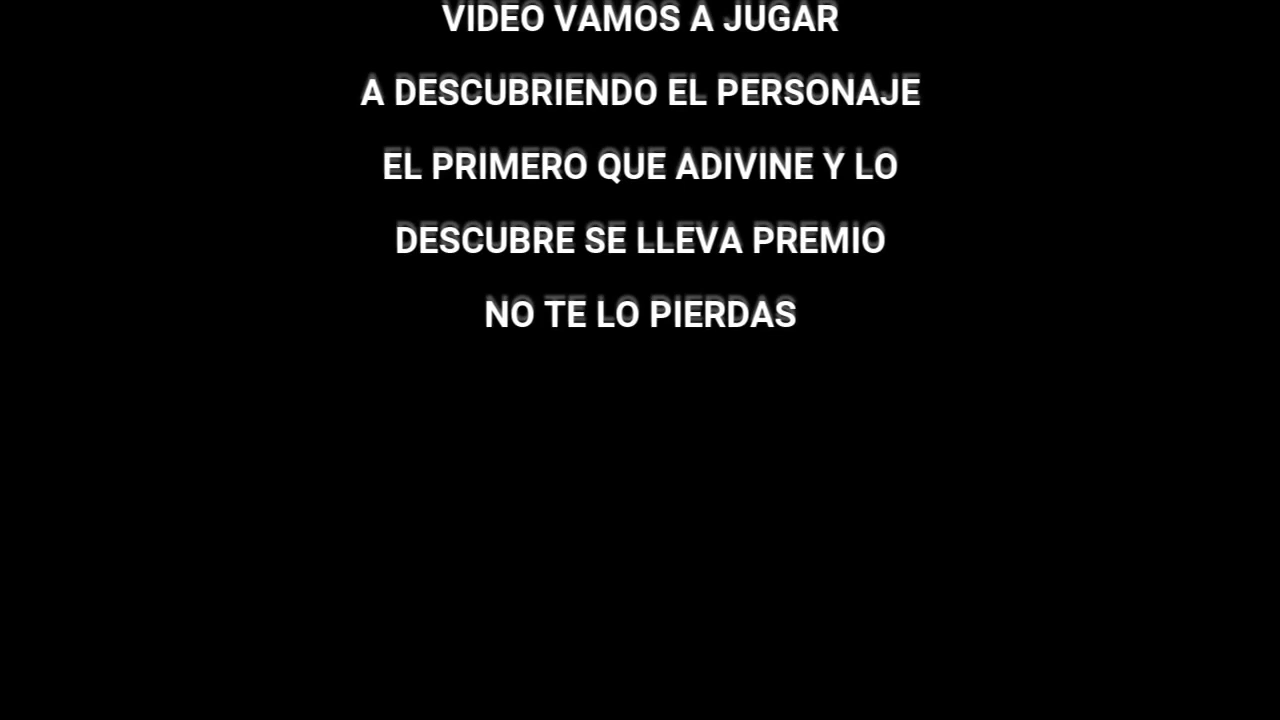 VIDEO VAMOS A JUGAR
A DESCUBRIENDO EL PERSONAJE
EL PRIMERO QUE ADIVINE Y LO
DESCUBRE SE LLEVA PREMIO
NO TE LO PIERDAS